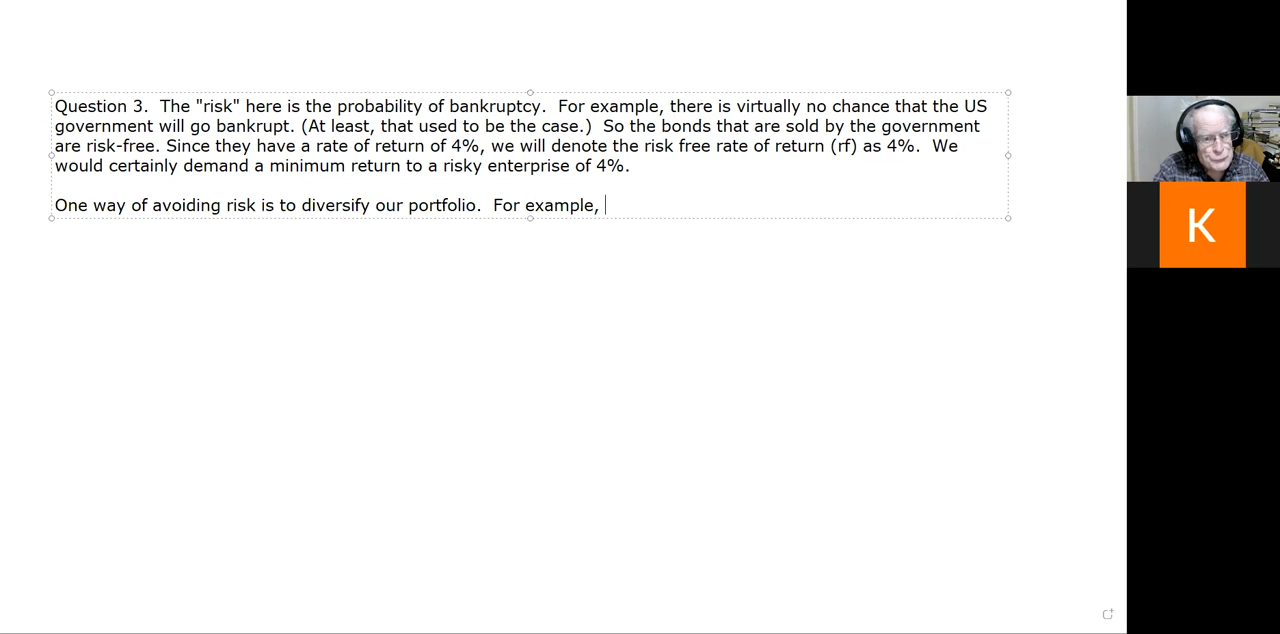 Question 3.  The "risk" here is the probability of bankruptcy.  For example, there is virtually no chance that the US
government will go bankrupt. (At least, that used to be the case.)  So the bonds that are sold by the government
are risk-free. Since they have a rate of return of 4%, we will denote the risk free rate of return (rf) as 4%.  We
would certainly demand a minimum return to a risky enterprise of 4%.
One way of avoiding risk is to diversify our portfolio.  For example,
K